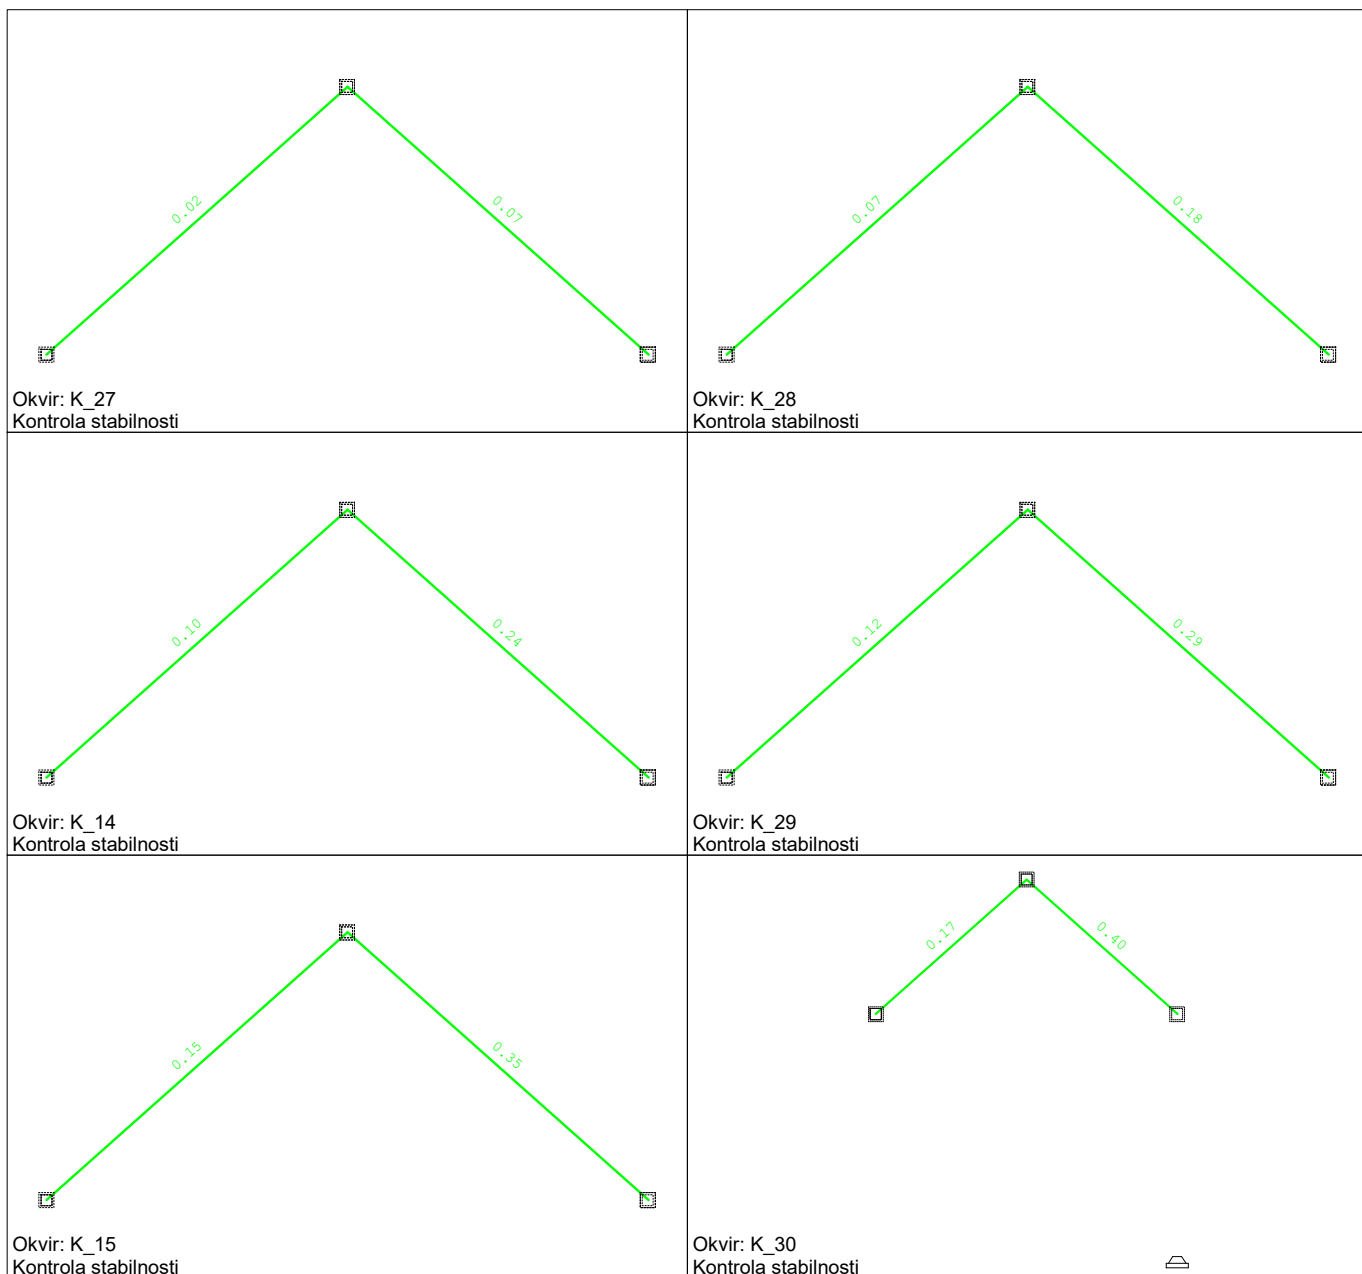 0.02
0.07
Okvir: K_27
Kontrola stabilnosti
0.07
0.18
Okvir: K_28
Kontrola stabilnosti
0.10
0.24
Okvir: K_14
Kontrola stabilnosti
0.12
0.29
Okvir: K_29
Kontrola stabilnosti
0.15
0.35
Okvir: K_15
Kontrola stabilnosti
0.17
0.40
Okvir: K_30
Kontrola stabilnosti